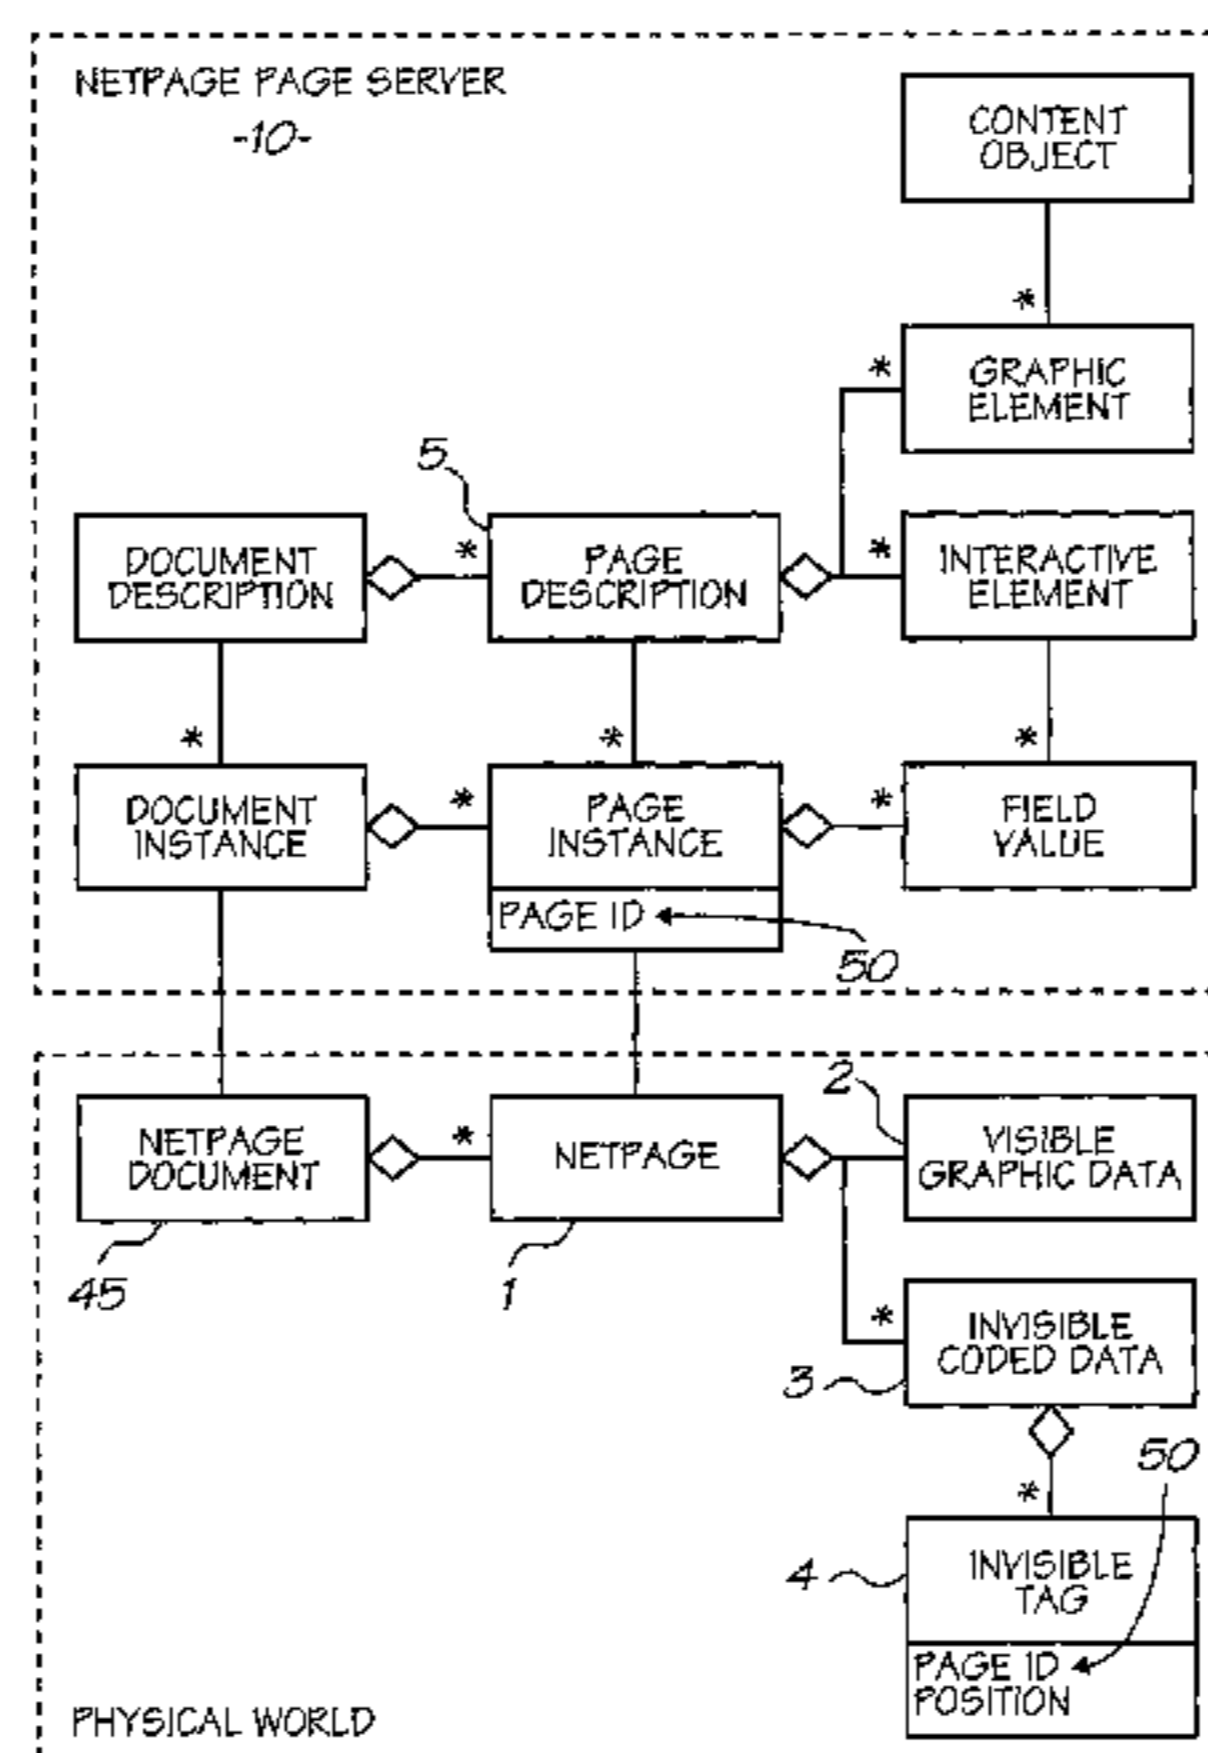 NETPAGE PAGE SERVER
-10-
CONTENT
OBJECT
*
*
GRAPHIC
ELEMENT
5
DOCUMENT
DESCRIPTION
*
PAGE
DESCRIPTION
*
INTERACTIVE
ELEMENT
*
*
*
DOCUMENT
INSTANCE
*
PAGE
INSTANCE
*
FIELD
VALUE
PAGE ID
50
2
NETPAGE
DOCUMENT
*
NETPAGE
VISIBLE
GRAPHIC DATA
45
1
*
INVISIBLE
CODED DATA
3
50
*
4
INVISIBLE
TAG
PAGE ID
POSITION
PHYSICAL WORLD